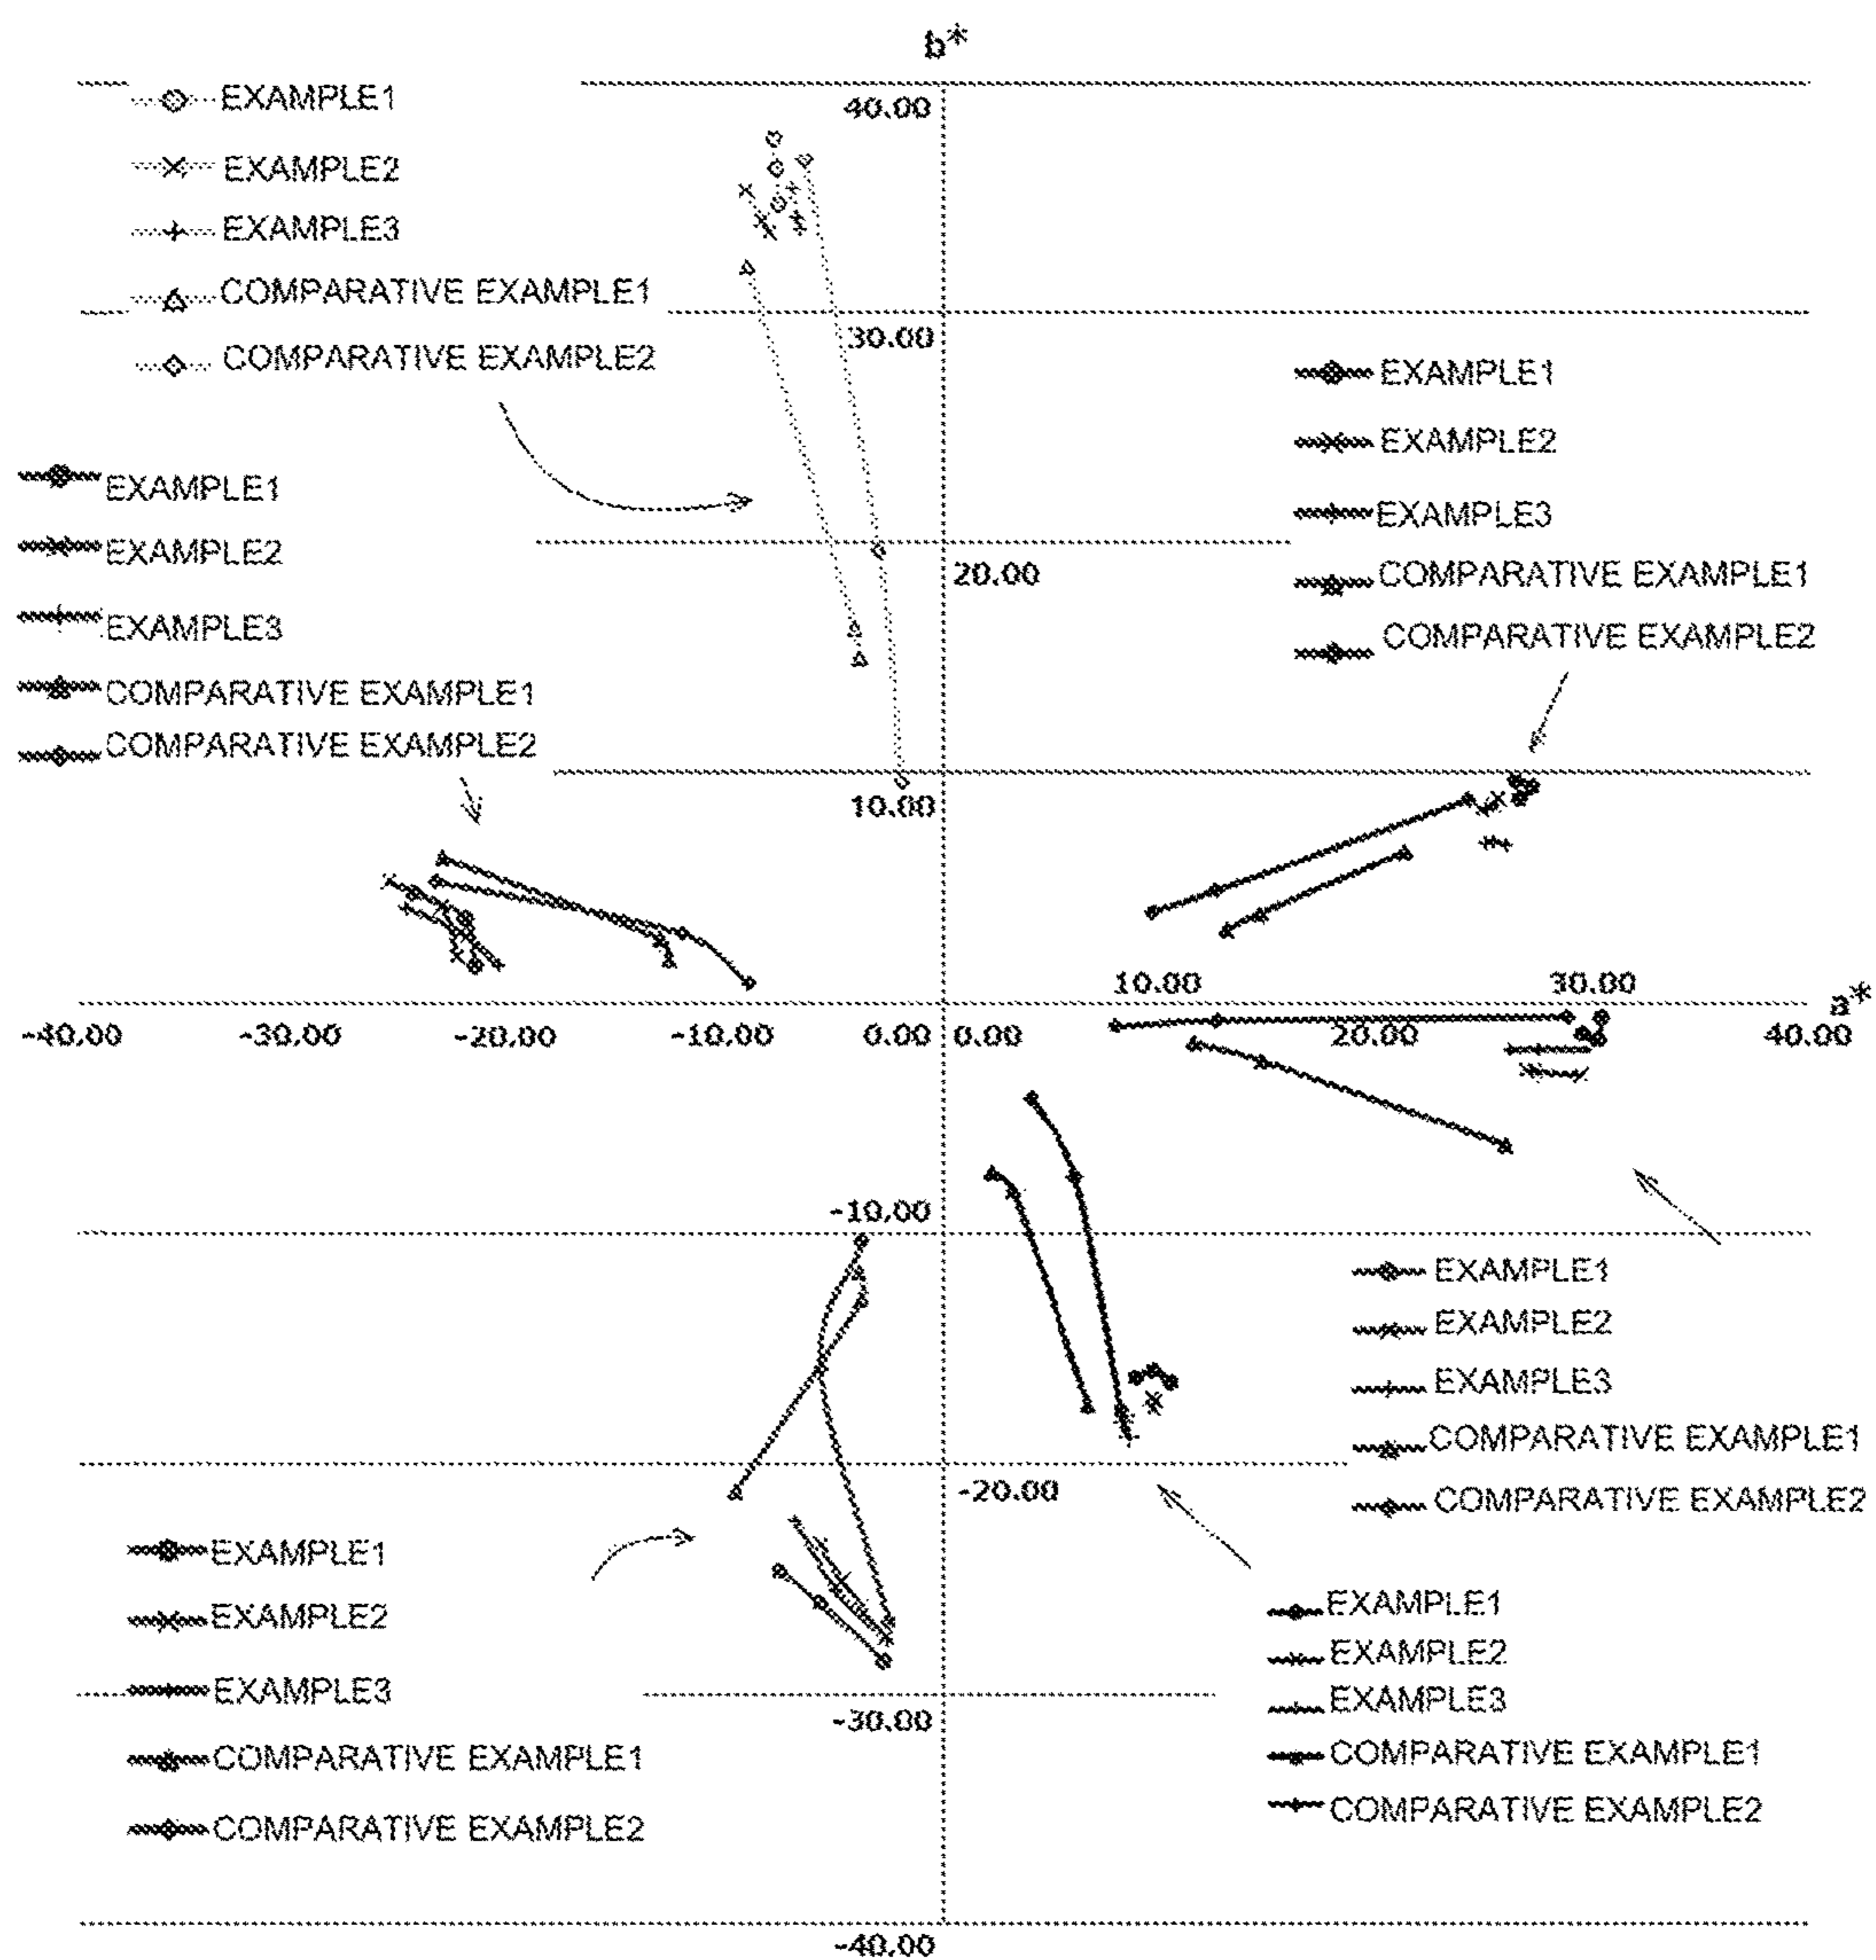 b*
40.00
EXAMPLE1
EXAMPLE2
EXAMPLE3
COMPARATIVE EXAMPLE1
COMPARATIVE EXAMPLE2
30.00
EXAMPLE1
EXAMPLE2
EXAMPLE3
COMPARATIVE EXAMPLE1
COMPARATIVE EXAMPLE2
EXAMPLE1
EXAMPLE2
EXAMPLE3
COMPARATIVE EXAMPLE1
COMPARATIVE EXAMPLE2
20.00
10.00
10.00 30.00
a*
-40.00 -30.00 -20.00 -10.00 0.00 0.00 20.00 40.00
-10.00
EXAMPLE1
EXAMPLE2
EXAMPLE3
COMPARATIVE EXAMPLE1
COMPARATIVE EXAMPLE2
-20.00
EXAMPLE1
EXAMPLE2
EXAMPLE3
COMPARATIVE EXAMPLE1
COMPARATIVE EXAMPLE2
EXAMPLE1
EXAMPLE2
EXAMPLE3
COMPARATIVE EXAMPLE1
COMPARATIVE EXAMPLE2
-30.00
-40.00